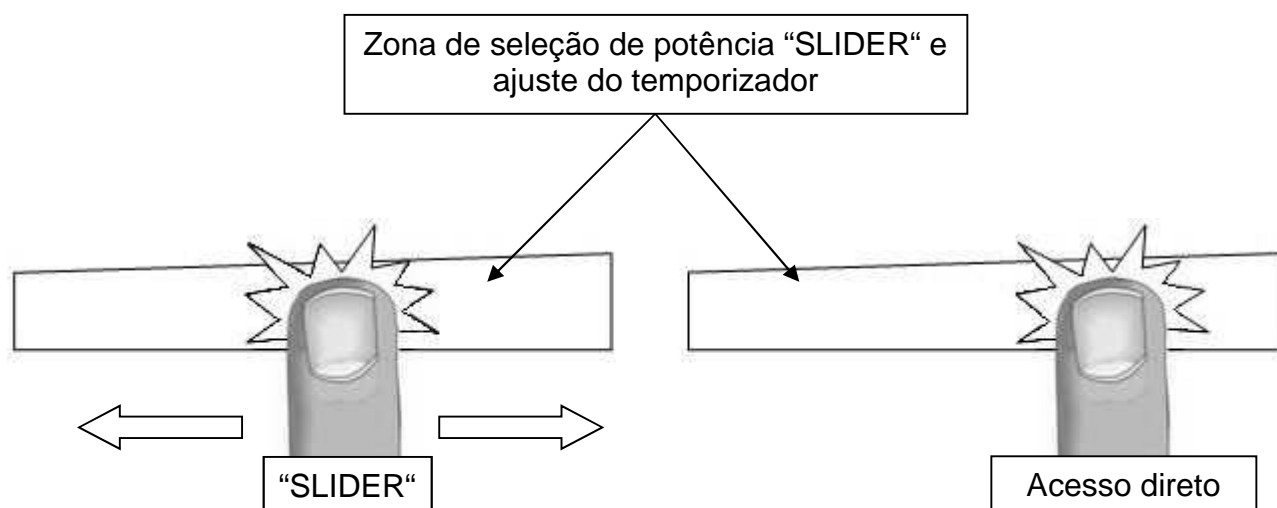 Zona de seleção de potência “SLIDER“ e
ajuste do temporizador
“SLIDER“
Acesso direto